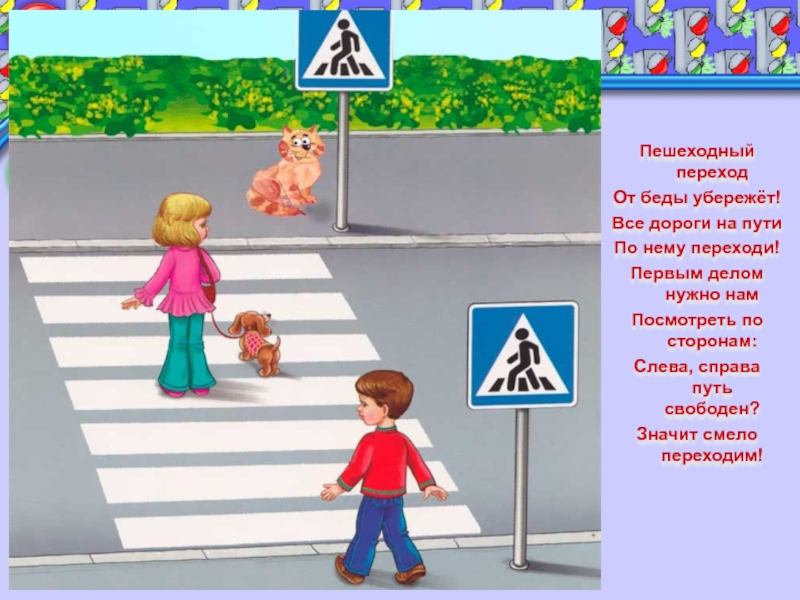 Пешеходный
переход
От беды убережёт!
Все дороги на пути
По нему переходи!
Первым делом
нужно нам
Посмотреть по
сторонам:
Слева, справа
путь
свободен?
Значит смело
переходим!